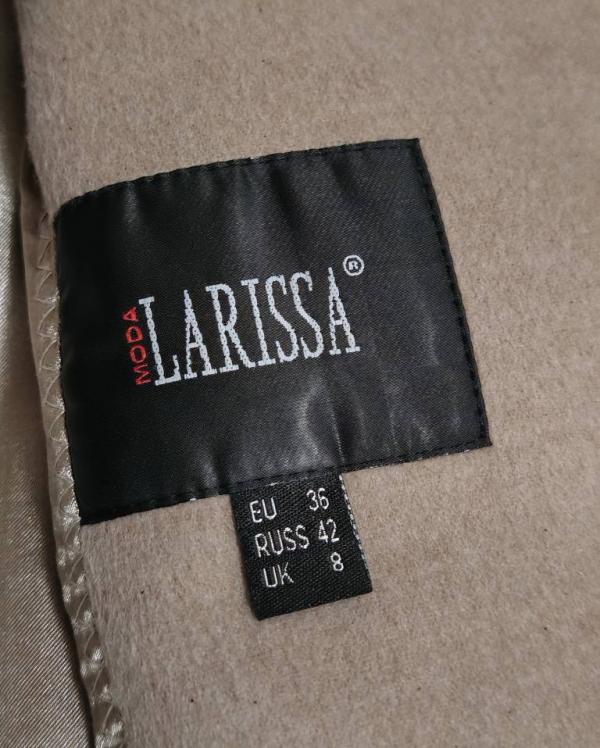 MODA LARISSA®
EU 36
RUSS 42
UK 8